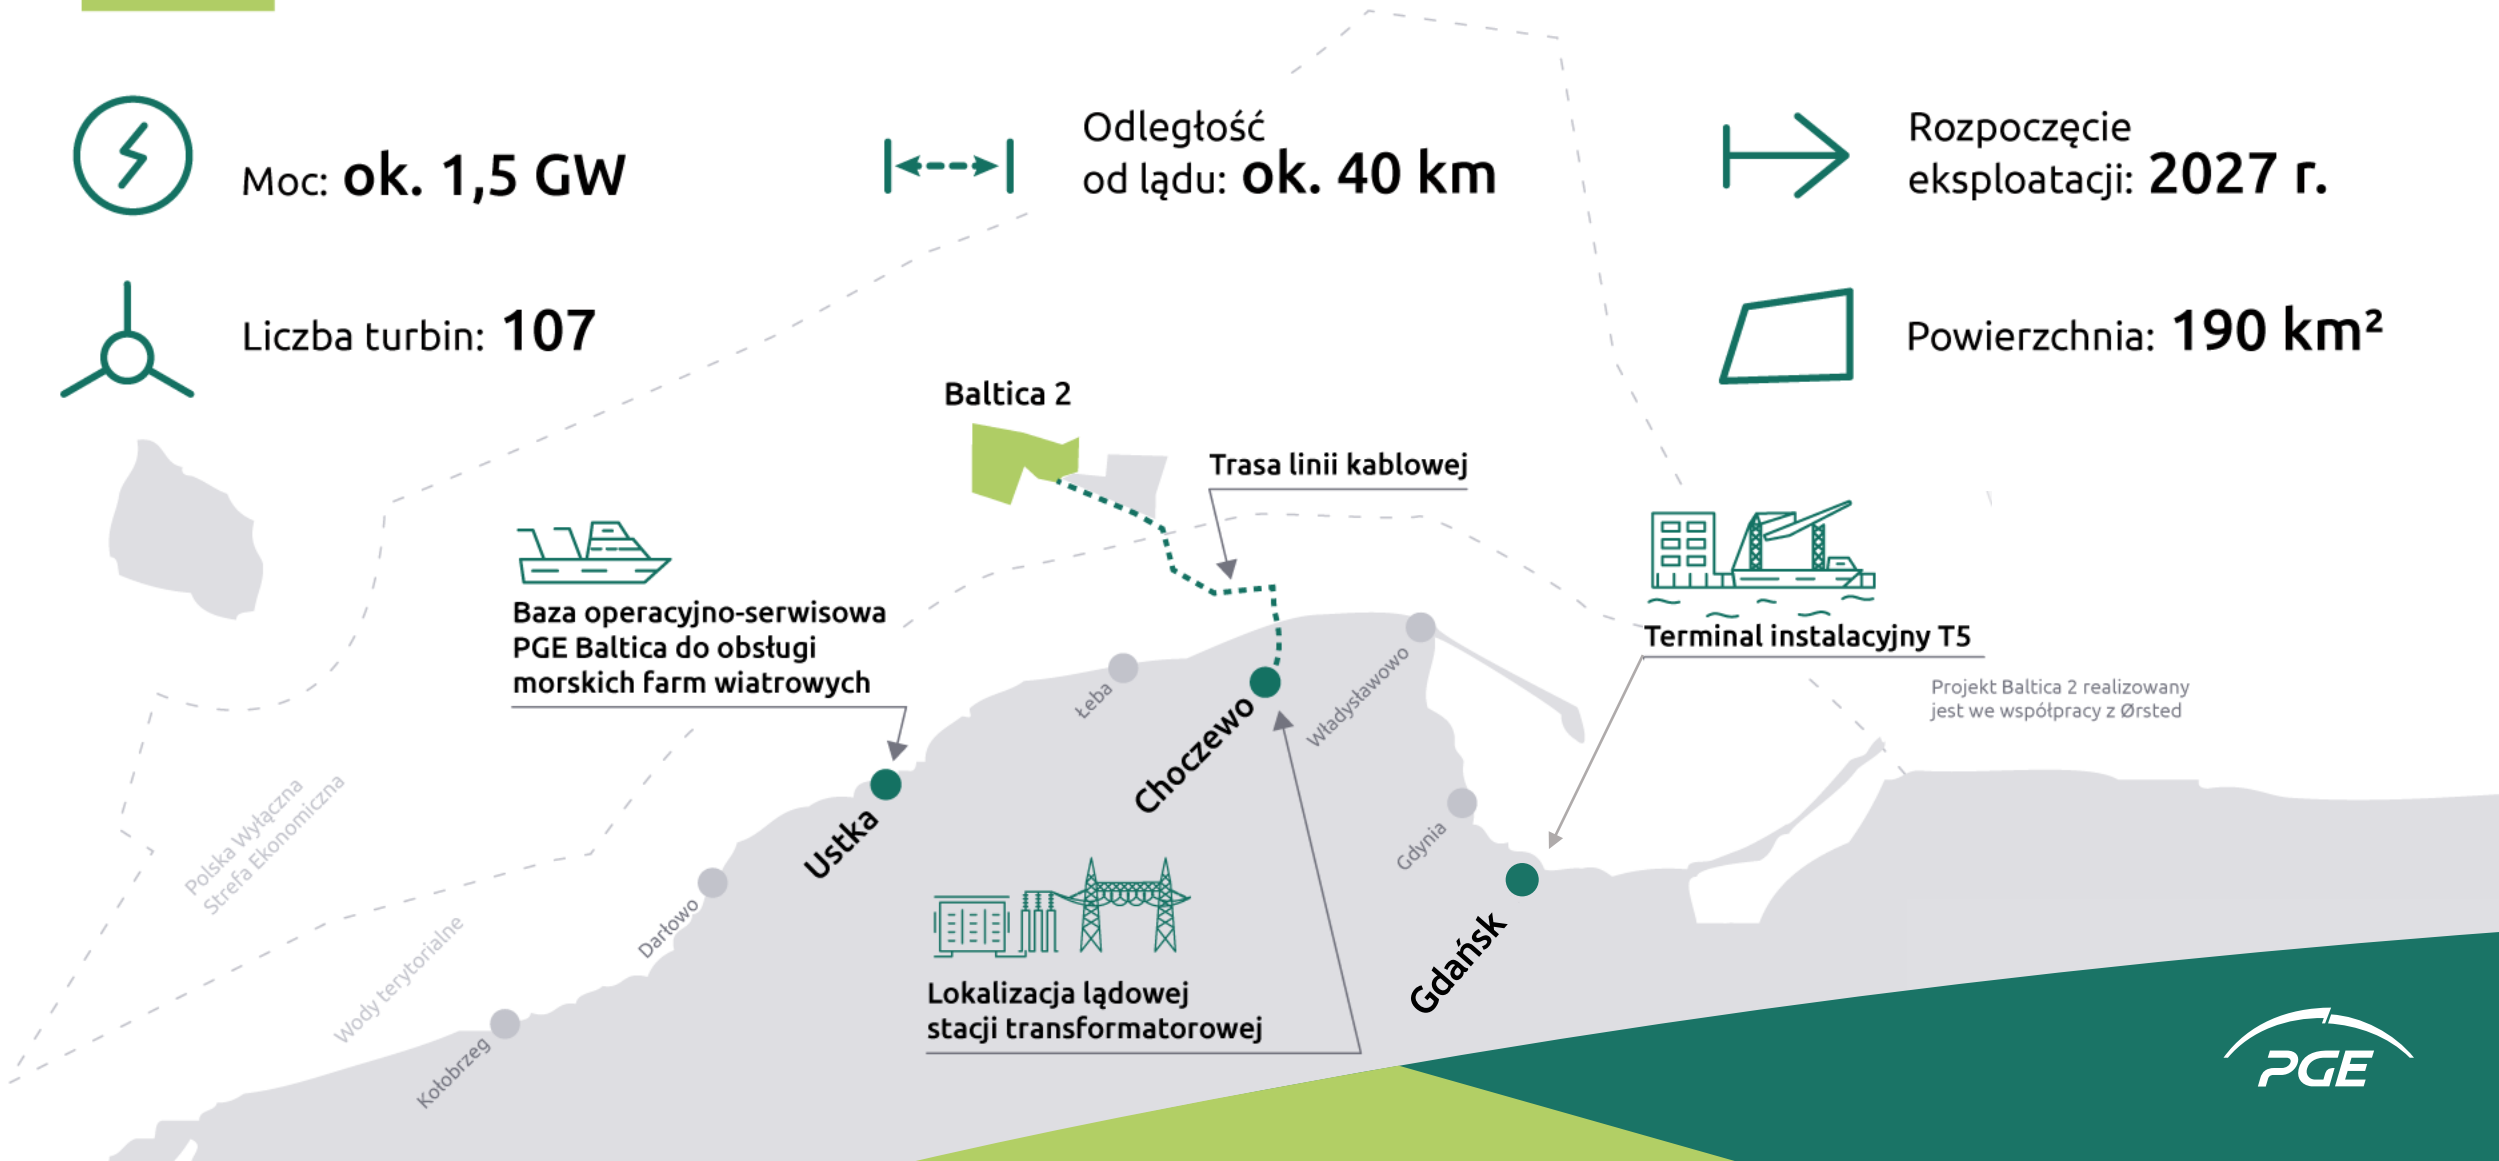 Moc: ok. 1,5 GW
Odległość
od lądu: ok. 40 km
Rozpoczęcie
eksploatacji: 2027 r.
Liczba turbin: 107
Powierzchnia: 190 km²
Baltica 2
Trasa linii kablowej
Baza operacyjno-serwisowa
PGE Baltica do obsługi
morskich farm wiatrowych
Terminal instalacyjny T5
Projekt Baltica 2 realizowany
jest we współpracy z Ørsted
Łeba
Choczewo
Władysławowo
Ustka
Gdynia
Polska Wyłączna
Strefa Ekonomiczna
Darłowo
Wody terytorialne
Gdańsk
Lokalizacja lądowej
stacji transformatorowej
Kołobrzeg
PGE